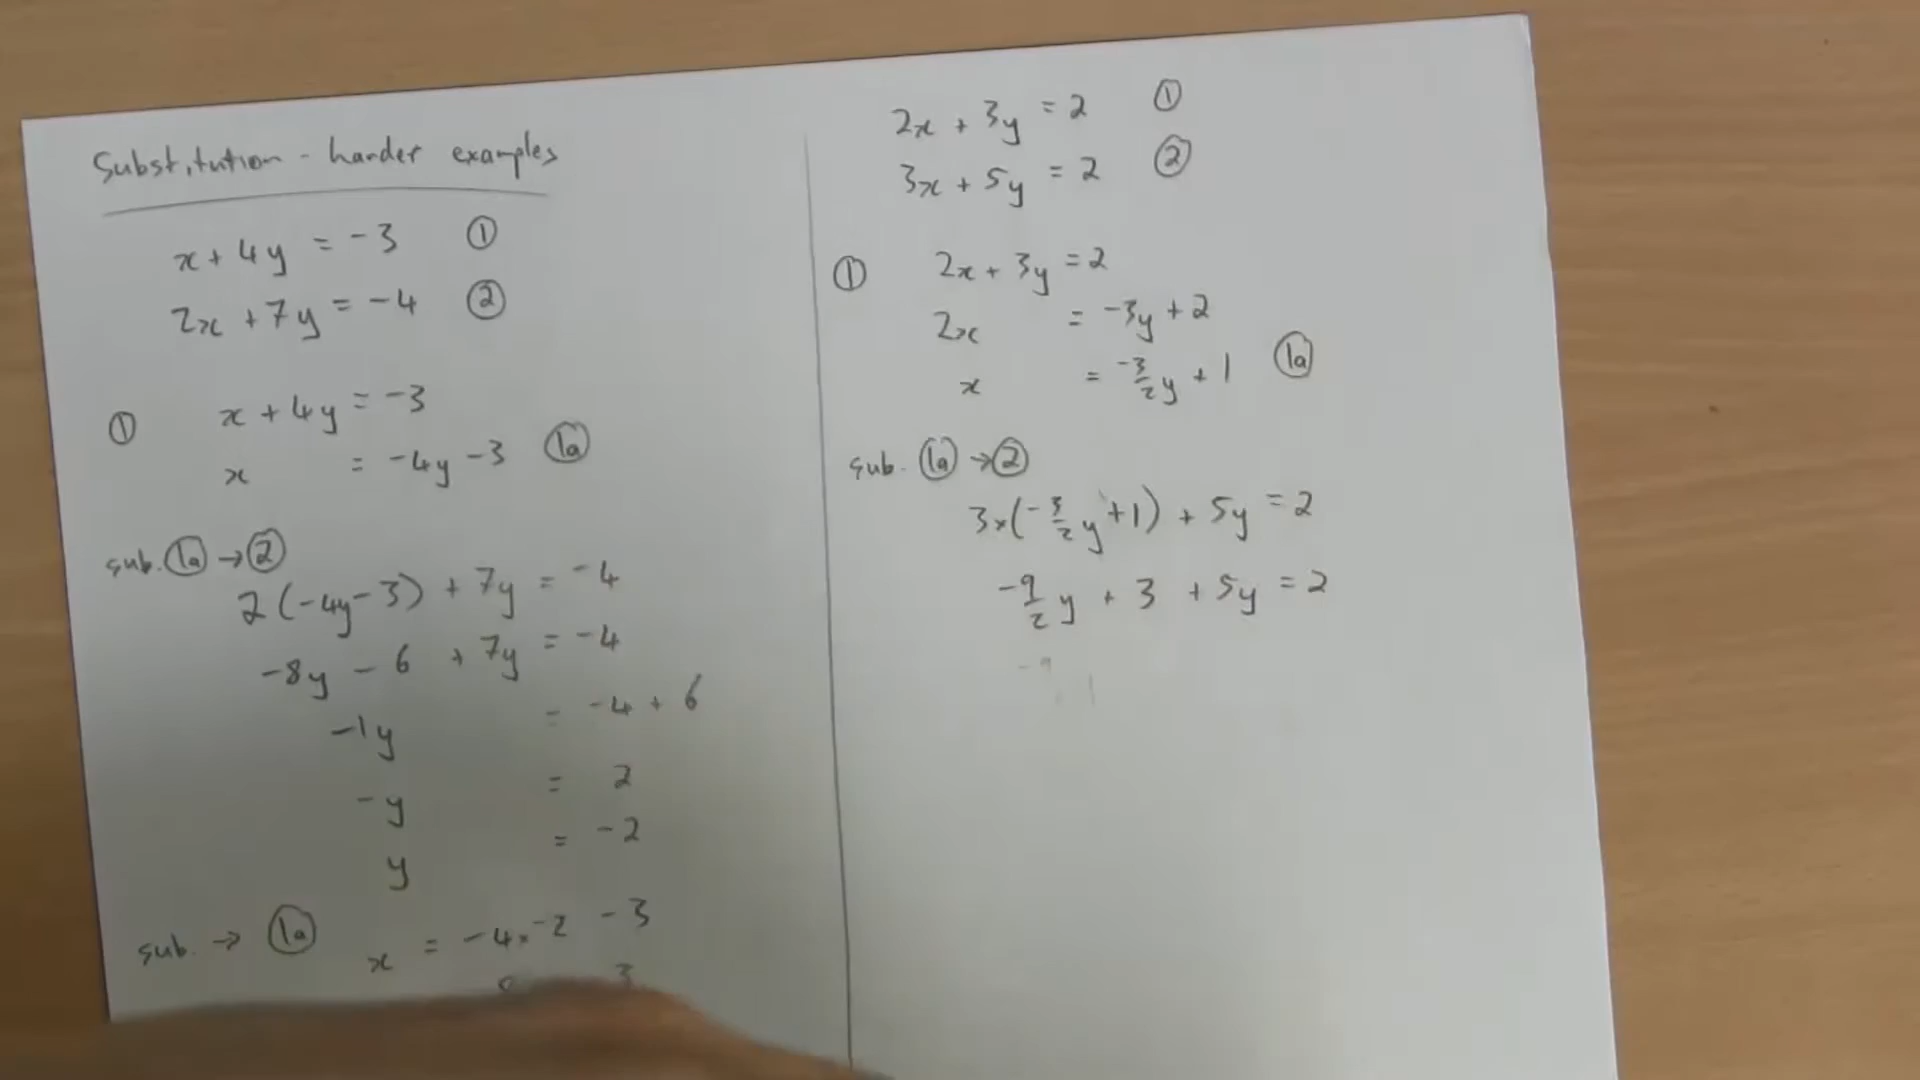 Substitution - harder examples
x + 4y = -3 ①
2x + 7y = -4 ②
① x + 4y = -3
x = -4y - 3 (1a)
sub. (1a) → ②
2(-4y-3) + 7y = -4
-8y - 6 + 7y = -4
-1y = -4 + 6
-y = 2
y = -2
sub. → (1a) x = -4×-2 - 3
3
2x + 3y = 2 ①
3x + 5y = 2 ②
① 2x + 3y = 2
2x = -3y + 2
x = -3/2 y + 1 (1a)
sub. (1a) → ②
3×(-3/2 y + 1) + 5y = 2
-9/2 y + 3 + 5y = 2